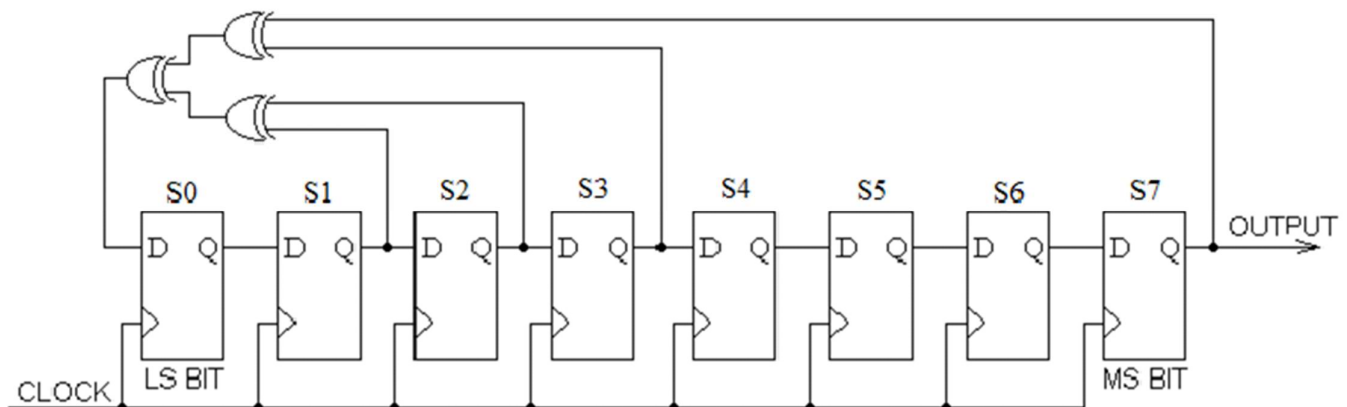 S0 S1 S2 S3 S4 S5 S6 S7
OUTPUT
D Q D Q D Q D Q D Q D Q D Q D Q
LS BIT MS BIT
CLOCK